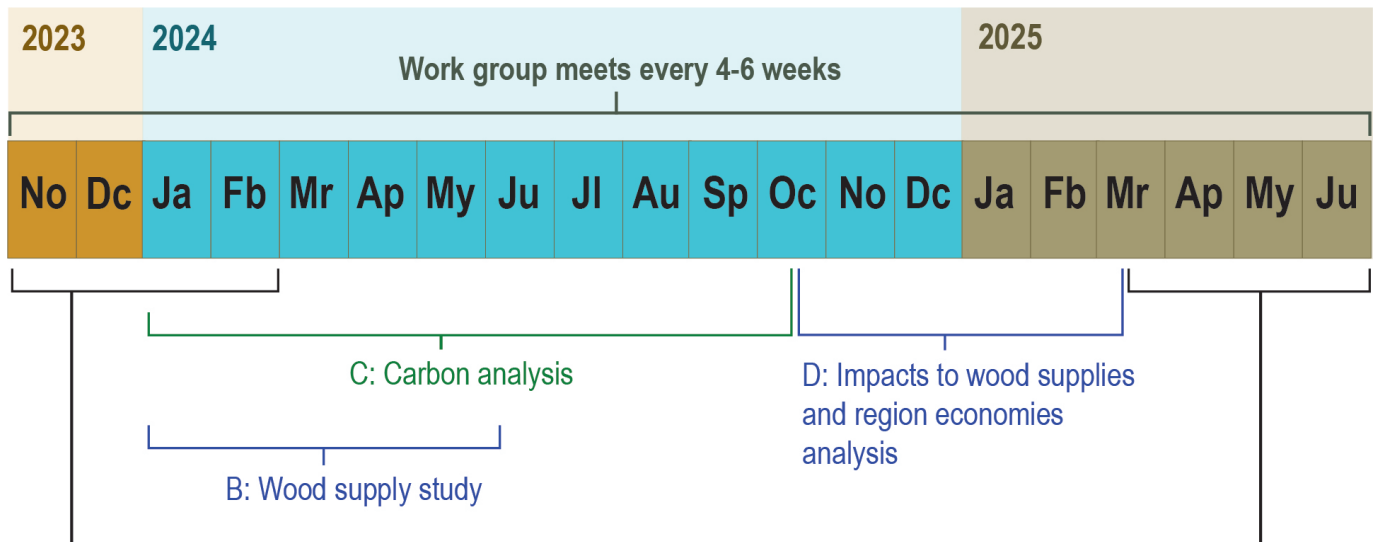 2023
2024
2025
Work group meets every 4-6 weeks
No Dc Ja Fb Mr Ap My Ju Jl Au Sp Oc No Dc Ja Fb Mr Ap My Ju
C: Carbon analysis
D: Impacts to wood supplies
and region economies
analysis
B: Wood supply study